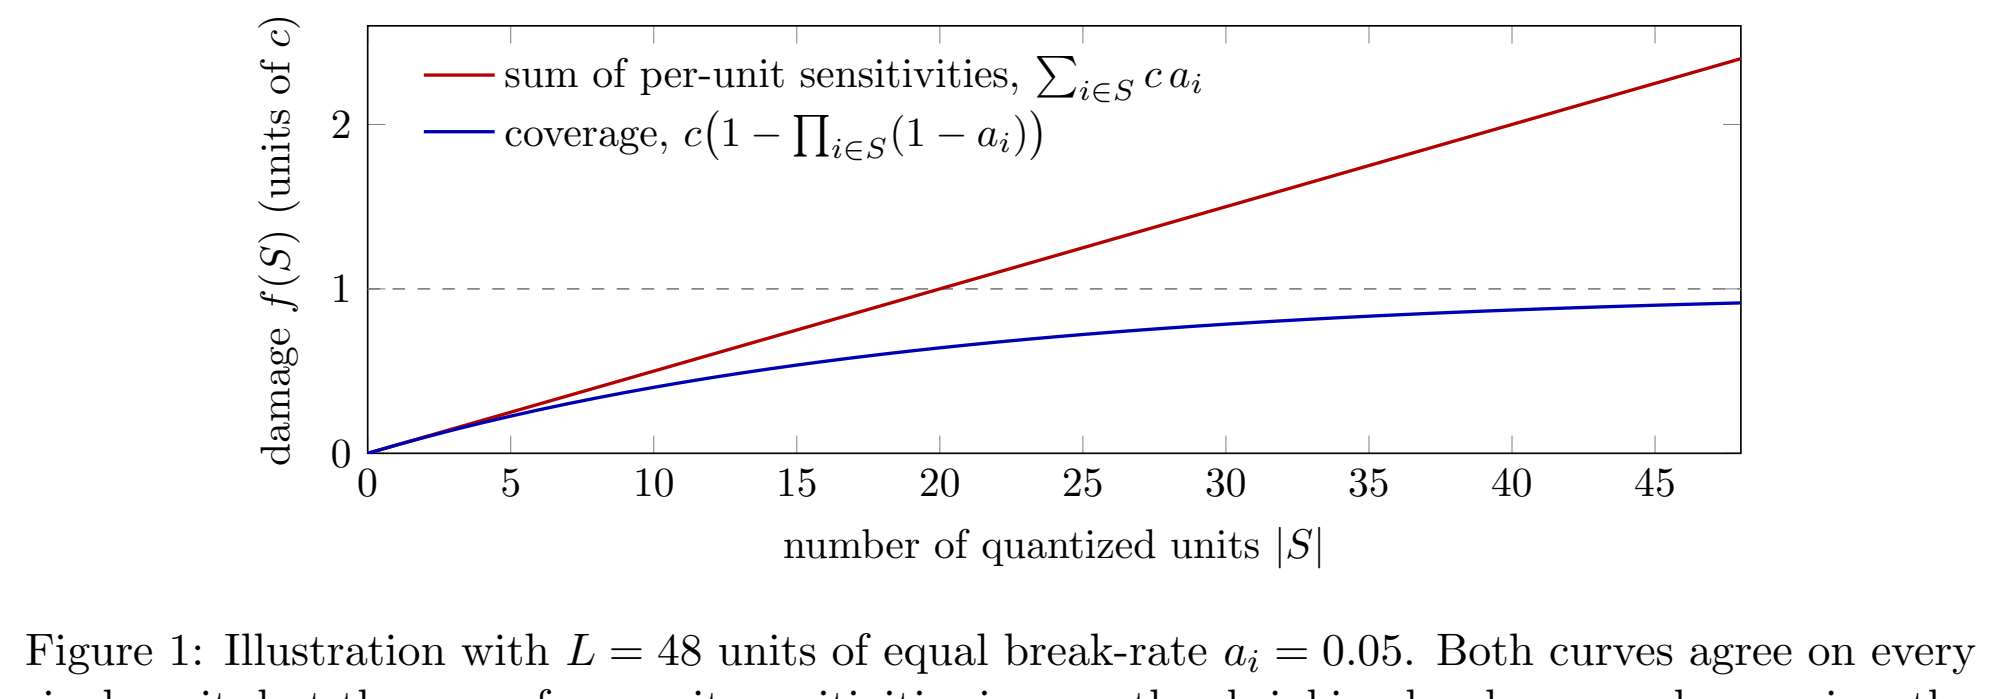 damage f(S) (units of c)
sum of per-unit sensitivities, ∑_{i∈S} c a_i
coverage, c(1 − ∏_{i∈S}(1 − a_i))
2
1
0
0 5 10 15 20 25 30 35 40 45
number of quantized units |S|
Figure 1: Illustration with L = 48 units of equal break-rate a_i = 0.05. Both curves agree on every